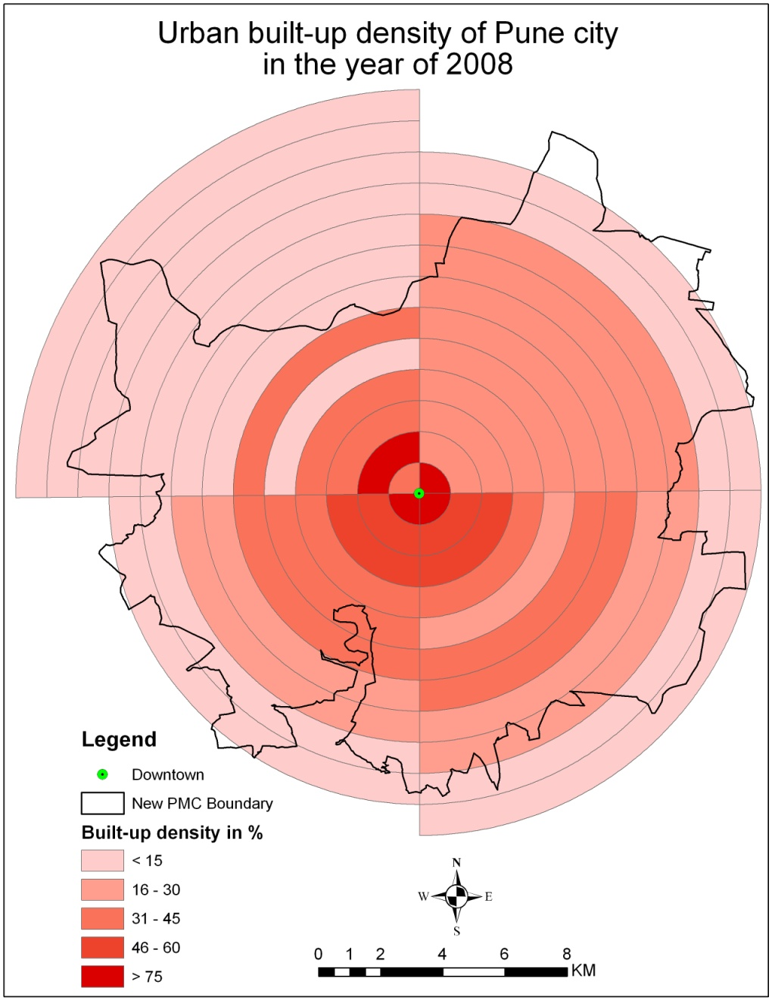 Urban built-up density of Pune city
in the year of 2008
Legend
Downtown
New PMC Boundary
Built-up density in %
< 15
16 - 30
31 - 45
46 - 60
> 75
N
W E
S
0 1 2 4 6 8
KM